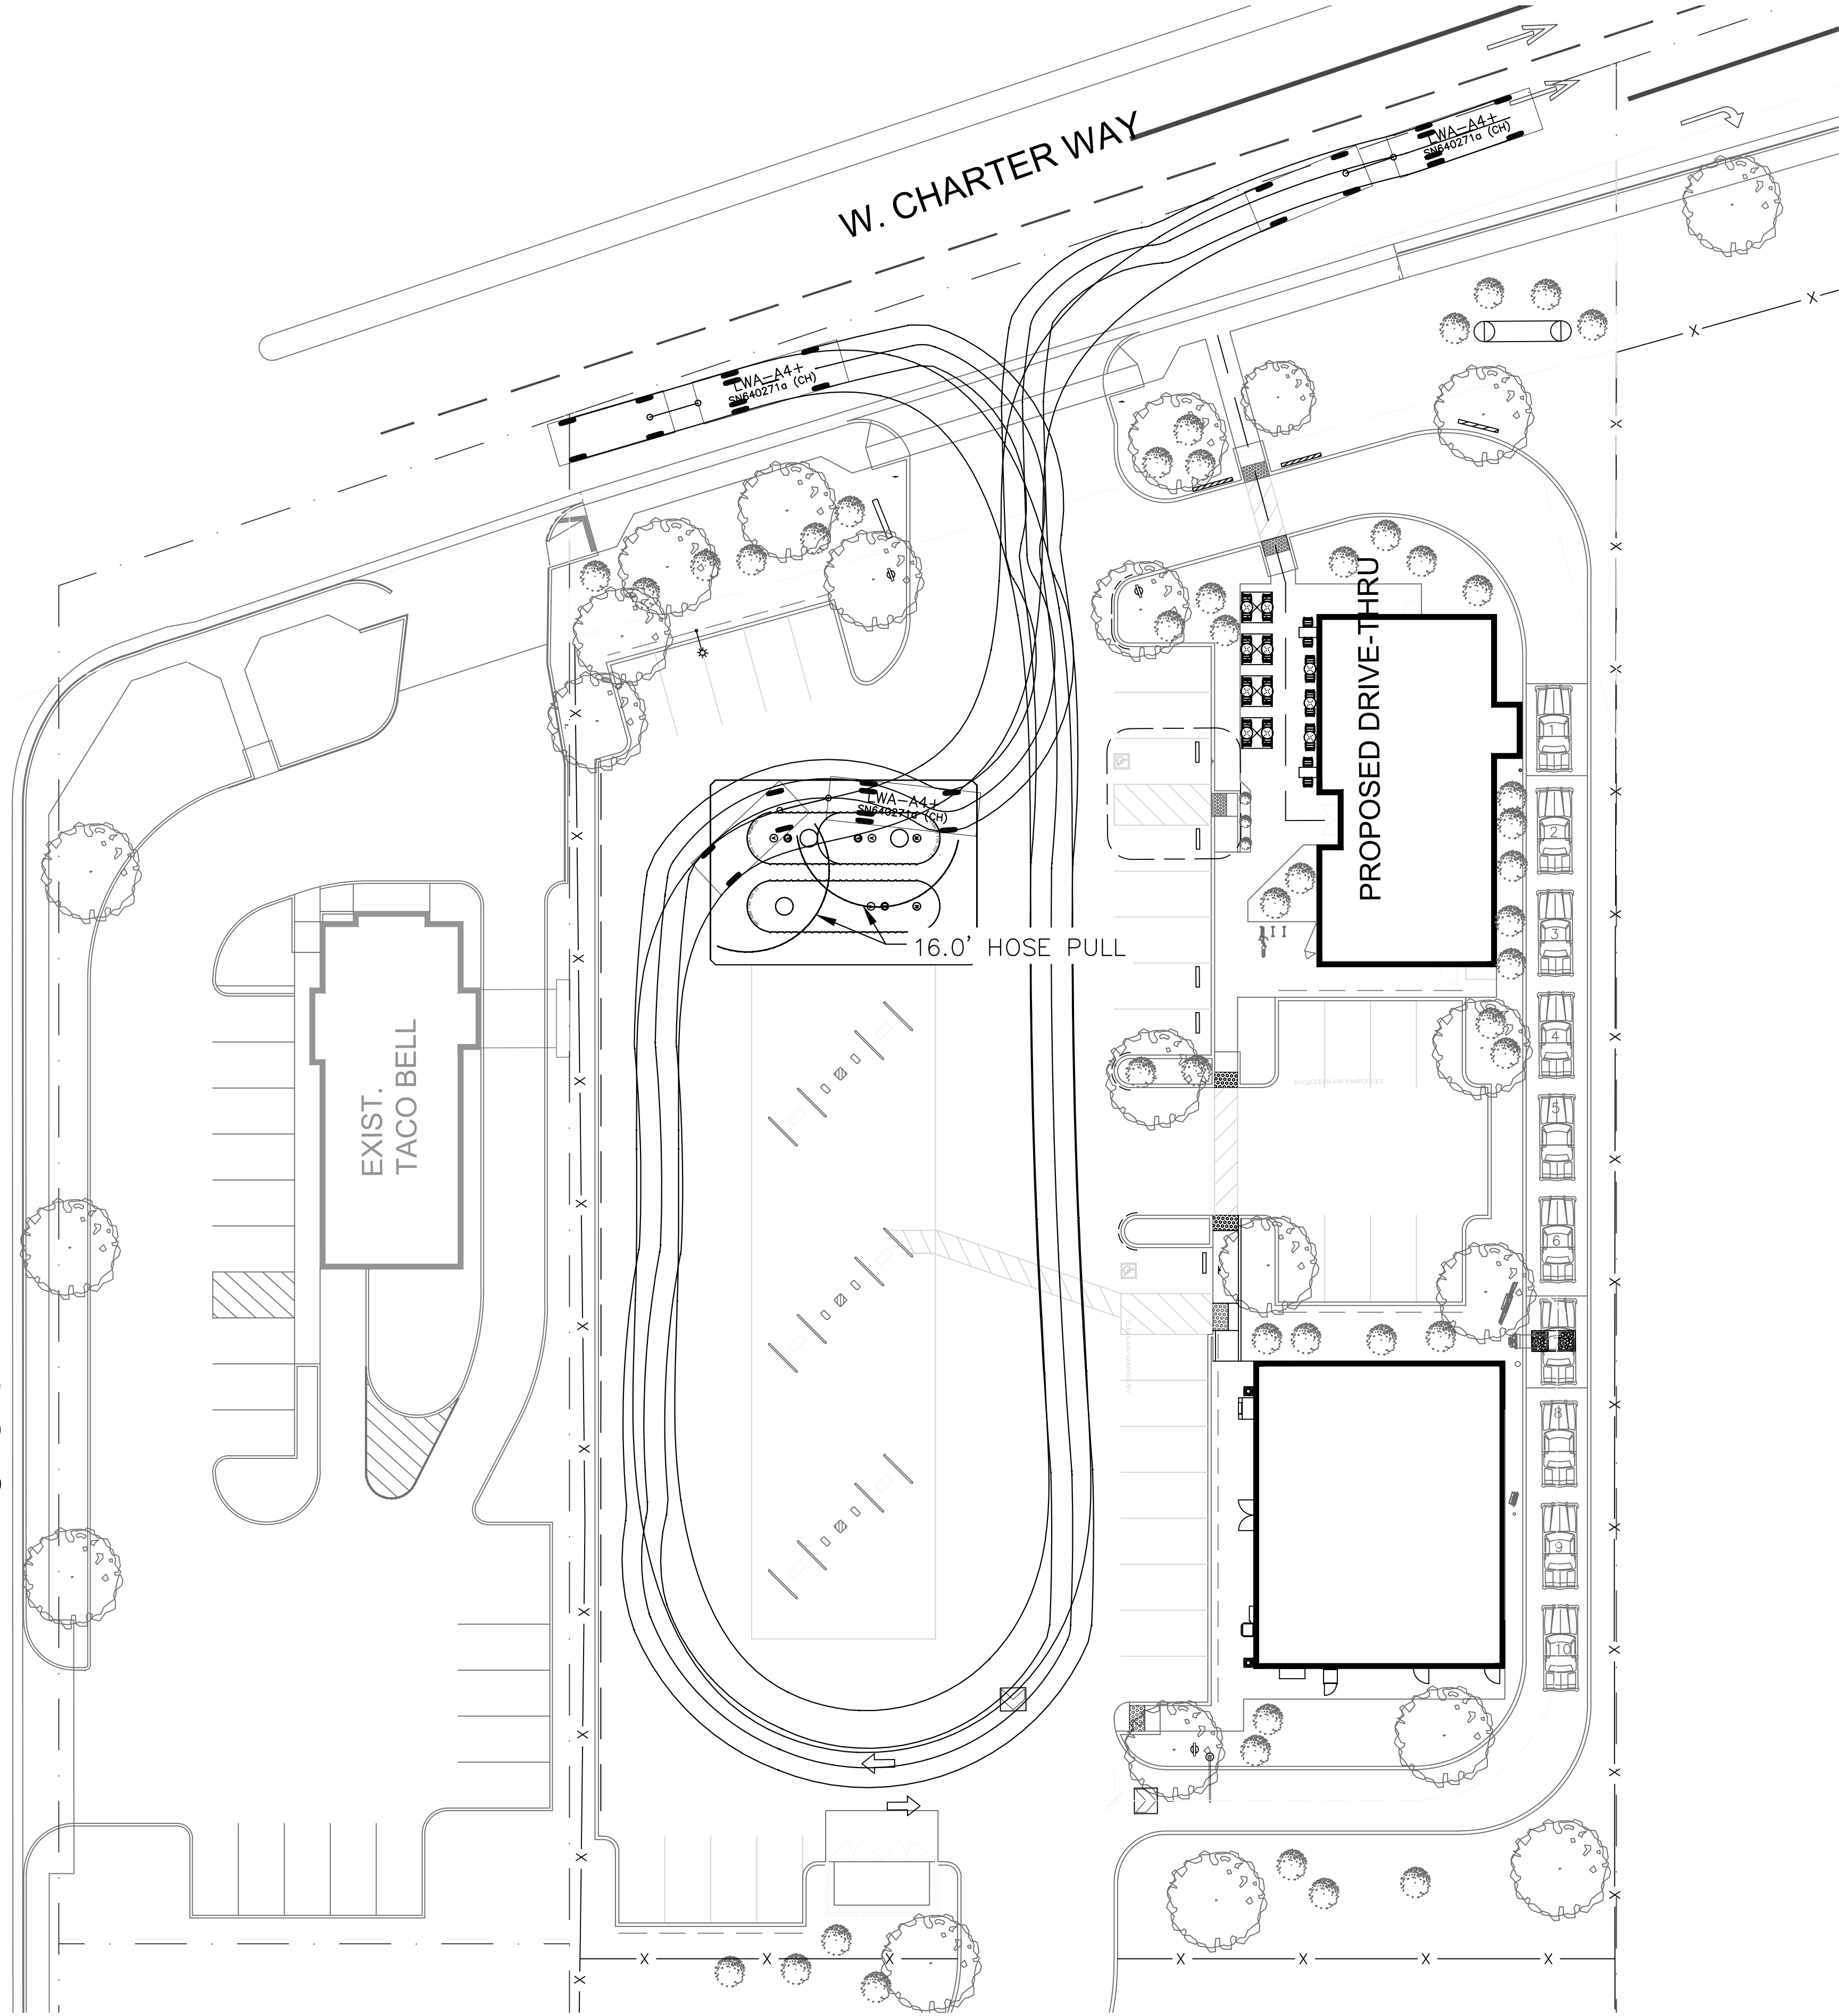 W. CHARTER WAY
LWA-A4+
SN640271a (CH)
LWA-A4+
SN640271a (CH)
LWA-A4+
SN640271a (CH)
16.0' HOSE PULL
PROPOSED DRIVE-THRU
EXIST.
TACO BELL
1
2
3
4
5
6
8
9
10